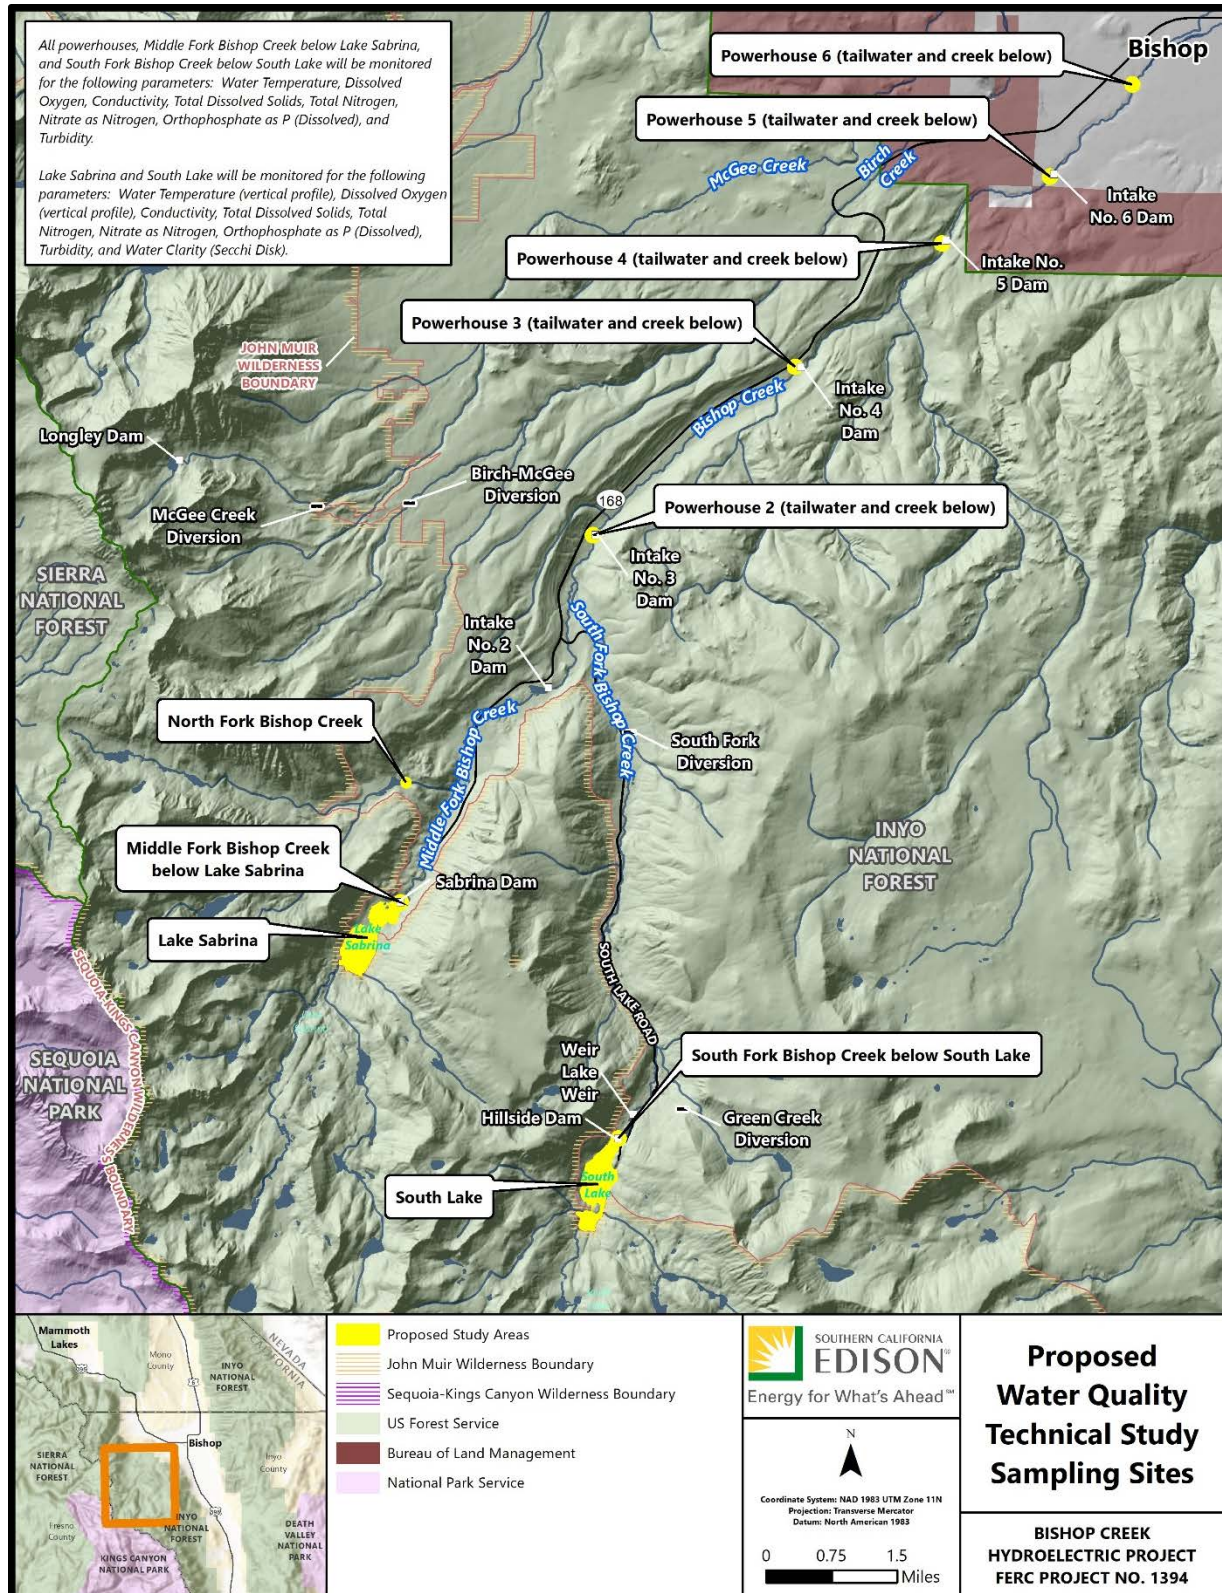 All powerhouses, Middle Fork Bishop Creek below Lake Sabrina,
and South Fork Bishop Creek below South Lake will be monitored
for the following parameters: Water Temperature, Dissolved
Oxygen, Conductivity, Total Dissolved Solids, Total Nitrogen,
Nitrate as Nitrogen, Orthophosphate as P (Dissolved), and
Turbidity.
Lake Sabrina and South Lake will be monitored for the following
parameters: Water Temperature (vertical profile), Dissolved Oxygen
(vertical profile), Conductivity, Total Dissolved Solids, Total
Nitrogen, Nitrate as Nitrogen, Orthophosphate as P (Dissolved),
Turbidity, and Water Clarity (Secchi Disk).
Bishop
Powerhouse 6 (tailwater and creek below)
Powerhouse 5 (tailwater and creek below)
McGee Creek
Birch
Creek
Intake
No. 6 Dam
Powerhouse 4 (tailwater and creek below)
Intake No.
5 Dam
Powerhouse 3 (tailwater and creek below)
JOHN MUIR
WILDERNESS
BOUNDARY
Bishop Creek
Intake
No. 4
Dam
Longley Dam
Birch-McGee
Diversion
McGee Creek
Diversion
168
Powerhouse 2 (tailwater and creek below)
Intake
No. 3
Dam
SIERRA
NATIONAL
FOREST
Intake
No. 2
Dam
South Fork Bishop Creek
North Fork Bishop Creek
Middle Fork Bishop Creek
South Fork
Diversion
Middle Fork Bishop Creek
below Lake Sabrina
INYO
NATIONAL
FOREST
Sabrina Dam
Lake Sabrina
Lake
Sabrina
SEQUOIA-KINGS CANYON WILDERNESS BOUNDARY
SOUTH LAKE ROAD
SEQUOIA
NATIONAL
PARK
Weir
Lake
Weir
South Fork Bishop Creek below South Lake
Hillside Dam
Green Creek
Diversion
South Lake
South
Lake
Mammoth
Lakes
Mono
County
NEVADA
CALIFORNIA
INYO
NATIONAL
FOREST
395
6
Bishop
SIERRA
NATIONAL
FOREST
Inyo
County
395
Fresno
County
INYO
NATIONAL
FOREST
DEATH
VALLEY
NATIONAL
PARK
KINGS CANYON
NATIONAL PARK
Proposed Study Areas
John Muir Wilderness Boundary
Sequoia-Kings Canyon Wilderness Boundary
US Forest Service
Bureau of Land Management
National Park Service
SOUTHERN CALIFORNIA
EDISON®
Energy for What's Ahead℠
N
Coordinate System: NAD 1983 UTM Zone 11N
Projection: Transverse Mercator
Datum: North American 1983
0 0.75 1.5
Miles
Proposed
Water Quality
Technical Study
Sampling Sites
BISHOP CREEK
HYDROELECTRIC PROJECT
FERC PROJECT NO. 1394